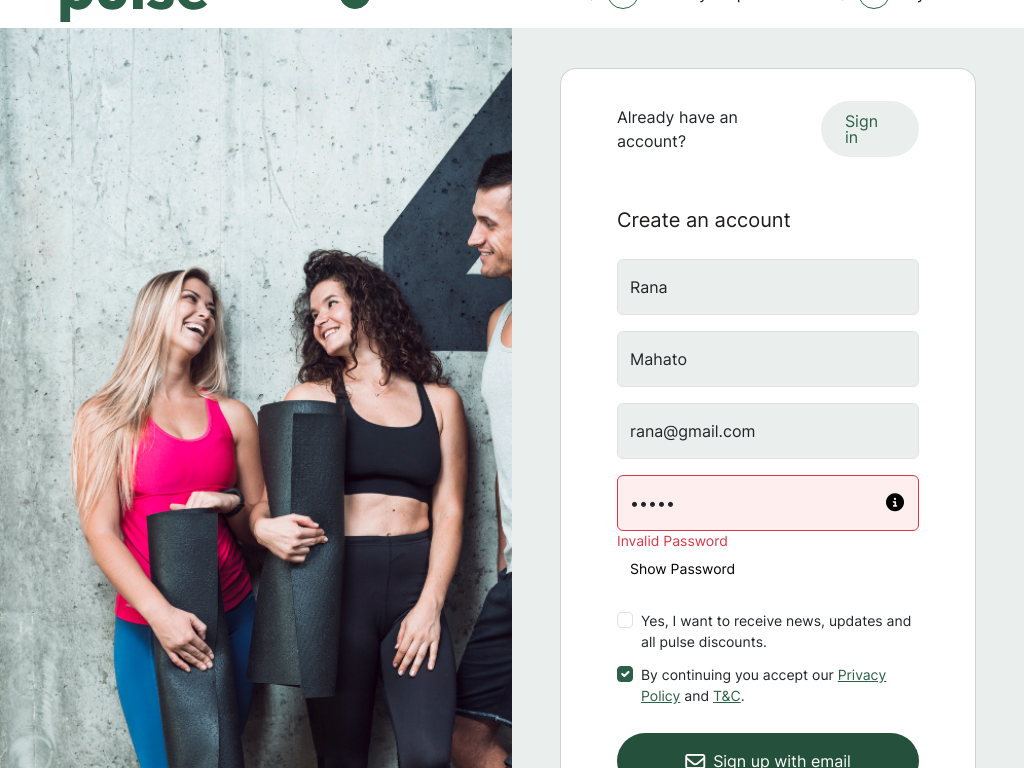 pulse
Already have an
account?
Sign
in
Create an account
Rana
Mahato
rana@gmail.com
•••••
Invalid Password
Show Password
Yes, I want to receive news, updates and
all pulse discounts.
By continuing you accept our Privacy
Policy and T&C.
Sign up with email